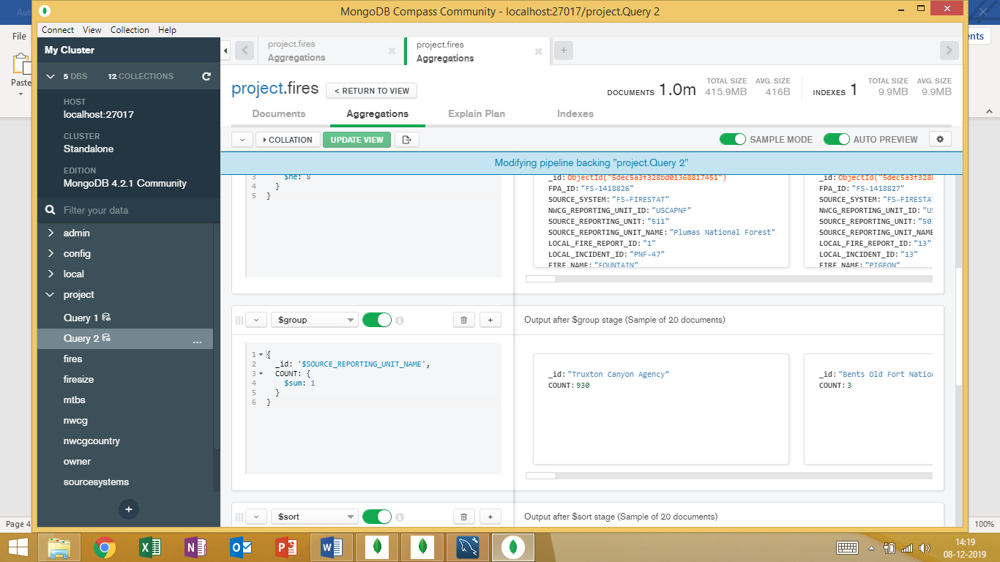 MongoDB Compass Community - localhost:27017/project.Query 2
File
Paste
Page 4
100%
Connect View Collection Help
My Cluster
5 DBS 12 COLLECTIONS
HOST
localhost:27017
CLUSTER
Standalone
EDITION
MongoDB 4.2.1 Community
Filter your data
admin
config
local
project
Query 1
Query 2 ...
fires
firesize
mtbs
nwcg
nwcgcountry
owner
sourcesystems
+
project.fires
Aggregations
project.fires
Aggregations
+
project.fires < RETURN TO VIEW
DOCUMENTS 1.0m TOTAL SIZE 415.9MB AVG. SIZE 416B
INDEXES 1 TOTAL SIZE 9.9MB AVG. SIZE 9.9MB
Documents Aggregations Explain Plan Indexes
COLLATION UPDATE VIEW SAMPLE MODE AUTO PREVIEW
Modifying pipeline backing "project.Query 2"
3 $ne: 8
4 }
5 }
_id:ObjectId("5dec5a3f328bd01368817451")
FPA_ID:"FS-1418826"
SOURCE_SYSTEM:"FS-FIRESTAT"
NWCG_REPORTING_UNIT_ID:"USCAPNF"
SOURCE_REPORTING_UNIT:"511"
SOURCE_REPORTING_UNIT_NAME:"Plumas National Forest"
LOCAL_FIRE_REPORT_ID:"1"
LOCAL_INCIDENT_ID:"PNF-47"
FIRE_NAME:"FOUNTAIN"
_id:ObjectId("5dec5a3f328
FPA_ID:"FS-1418827"
SOURCE_SYSTEM:"FS-FIRESTA
NWCG_REPORTING_UNIT_ID:"U
SOURCE_REPORTING_UNIT:"50
SOURCE_REPORTING_UNIT_NAME
LOCAL_FIRE_REPORT_ID:"13"
LOCAL_INCIDENT_ID:"13"
FIRE_NAME:"PIGEON"
$group + Output after $group stage (Sample of 20 documents)
1 {
2 _id: '$SOURCE_REPORTING_UNIT_NAME',
3 COUNT: {
4 $sum: 1
5 }
6 }
_id:"Truxton Canyon Agency"
COUNT:930
_id:"Bents Old Fort Nation
COUNT:3
$sort + Output after $sort stage (Sample of 20 documents)
14:19
08-12-2019